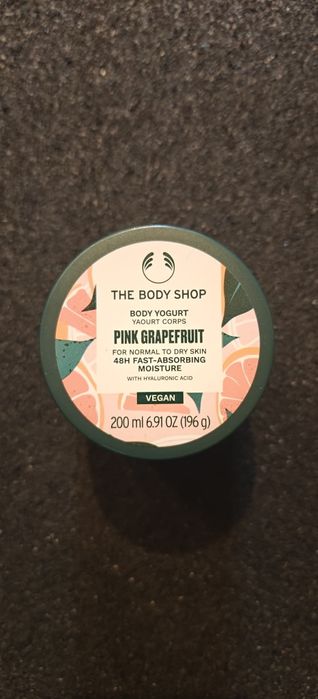 THE BODY SHOP
BODY YOGURT
YAOURT CORPS
PINK GRAPEFRUIT
FOR NORMAL TO DRY SKIN
48H FAST-ABSORBING
MOISTURE
WITH HYALURONIC ACID
VEGAN
200 ml 6.91 OZ (196 g)